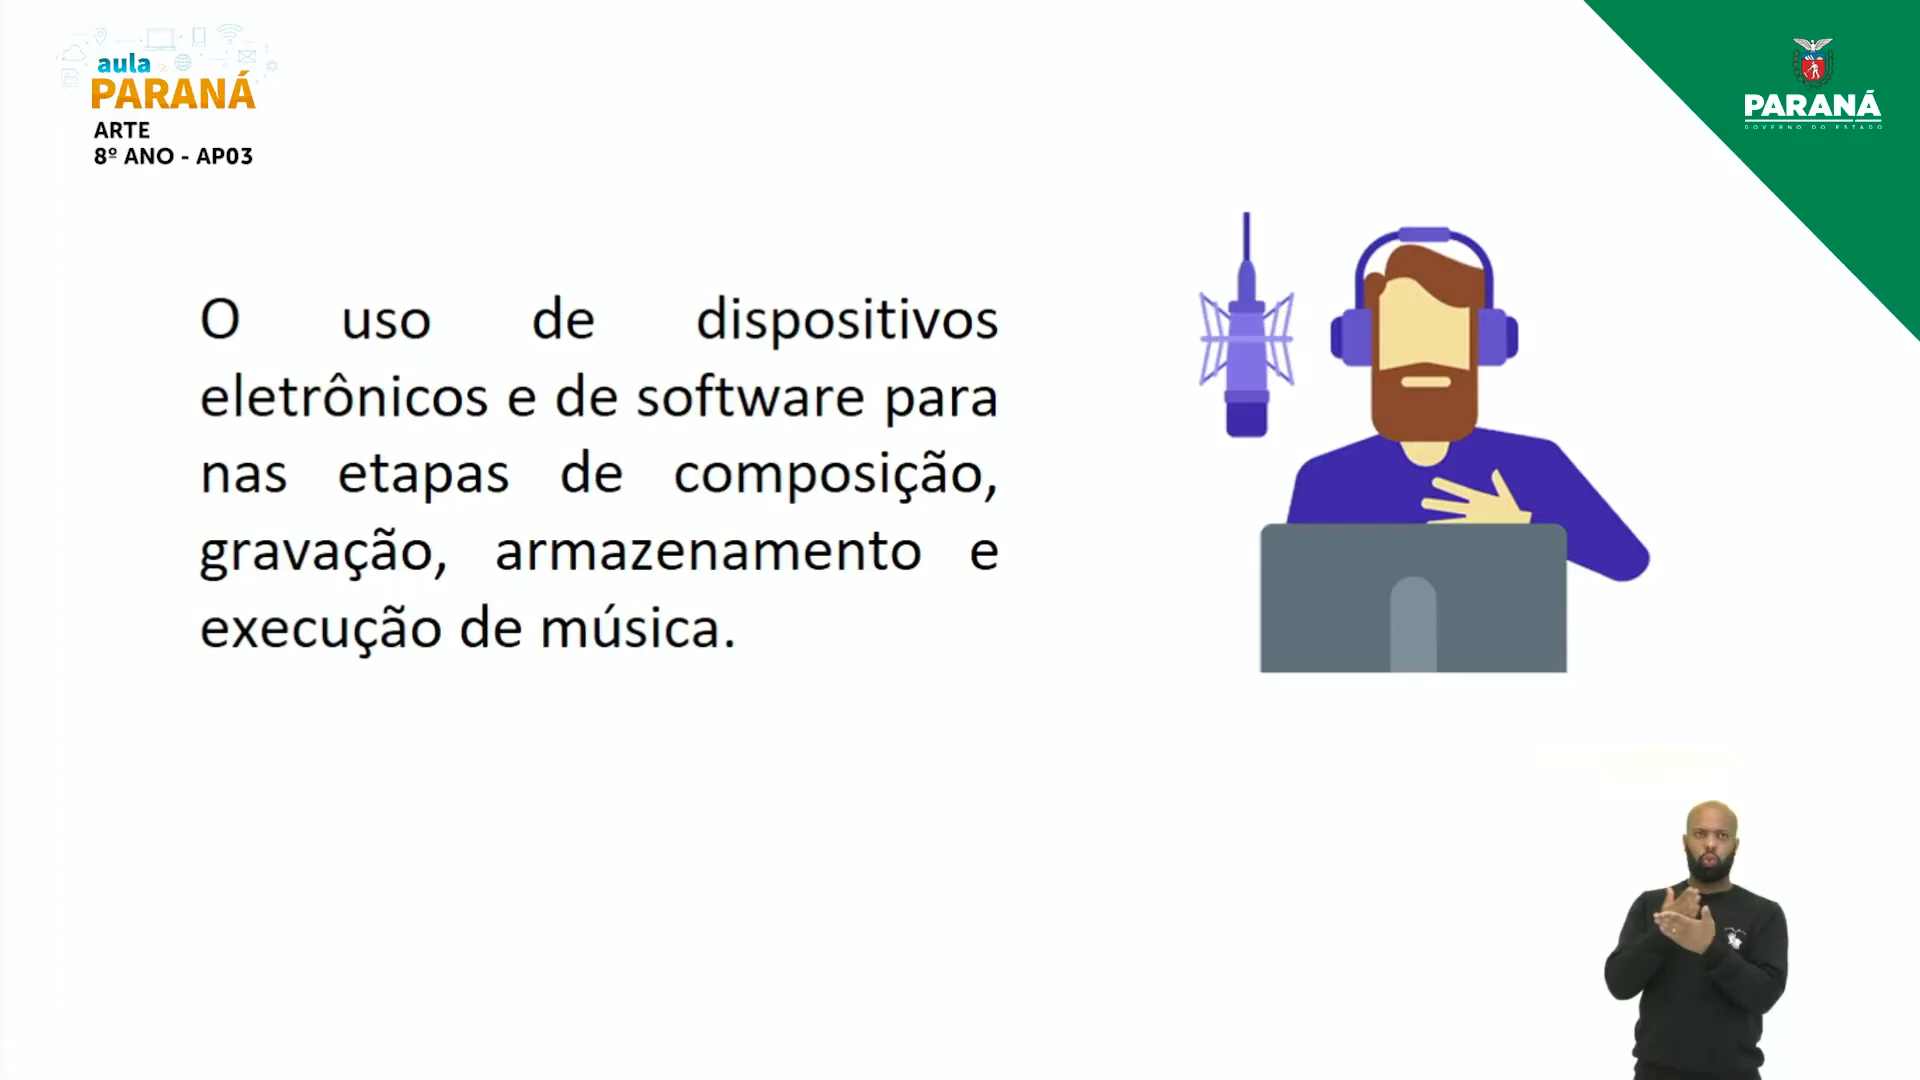 aula
PARANÁ
ARTE
8º ANO - AP03
PARANÁ
GOVERNO DO ESTADO
O uso de dispositivos
eletrônicos e de software para
nas etapas de composição,
gravação, armazenamento e
execução de música.